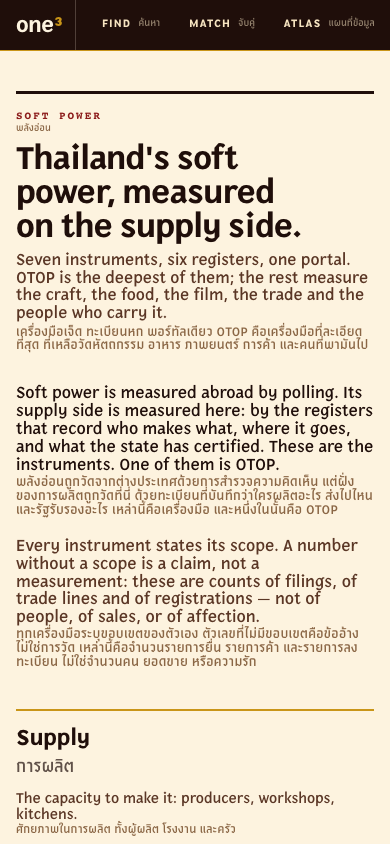 one³
FIND ค้นหา MATCH จับคู่ ATLAS แผนที่ข้อมูล
SOFT POWER
พลังอ่อน
Thailand's soft
power, measured
on the supply side.
Seven instruments, six registers, one portal.
OTOP is the deepest of them; the rest measure
the craft, the food, the film, the trade and the
people who carry it.
เครื่องมือเจ็ด ทะเบียนหก พอร์ทัลเดียว OTOP คือเครื่องมือที่ละเอียด
ที่สุด ที่เหลือวัดหัตถกรรม อาหาร ภาพยนตร์ การค้า และคนที่พามันไป
Soft power is measured abroad by polling. Its
supply side is measured here: by the registers
that record who makes what, where it goes,
and what the state has certified. These are the
instruments. One of them is OTOP.
พลังอ่อนถูกวัดจากต่างประเทศด้วยการสำรวจความคิดเห็น แต่ฝั่ง
ของการผลิตถูกวัดที่นี่ ด้วยทะเบียนที่บันทึกว่าใครผลิตอะไร ส่งไปไหน
และรัฐรับรองอะไร เหล่านี้คือเครื่องมือ และหนึ่งในนั้นคือ OTOP
Every instrument states its scope. A number
without a scope is a claim, not a
measurement: these are counts of filings, of
trade lines and of registrations — not of
people, of sales, or of affection.
ทุกเครื่องมือระบุขอบเขตของตัวเอง ตัวเลขที่ไม่มีขอบเขตคือข้ออ้าง
ไม่ใช่การวัด เหล่านี้คือจำนวนรายการยื่น รายการค้า และรายการลง
ทะเบียน ไม่ใช่จำนวนคน ยอดขาย หรือความรัก
Supply
การผลิต
The capacity to make it: producers, workshops,
kitchens.
ศักยภาพในการผลิต ทั้งผู้ผลิต โรงงาน และครัว